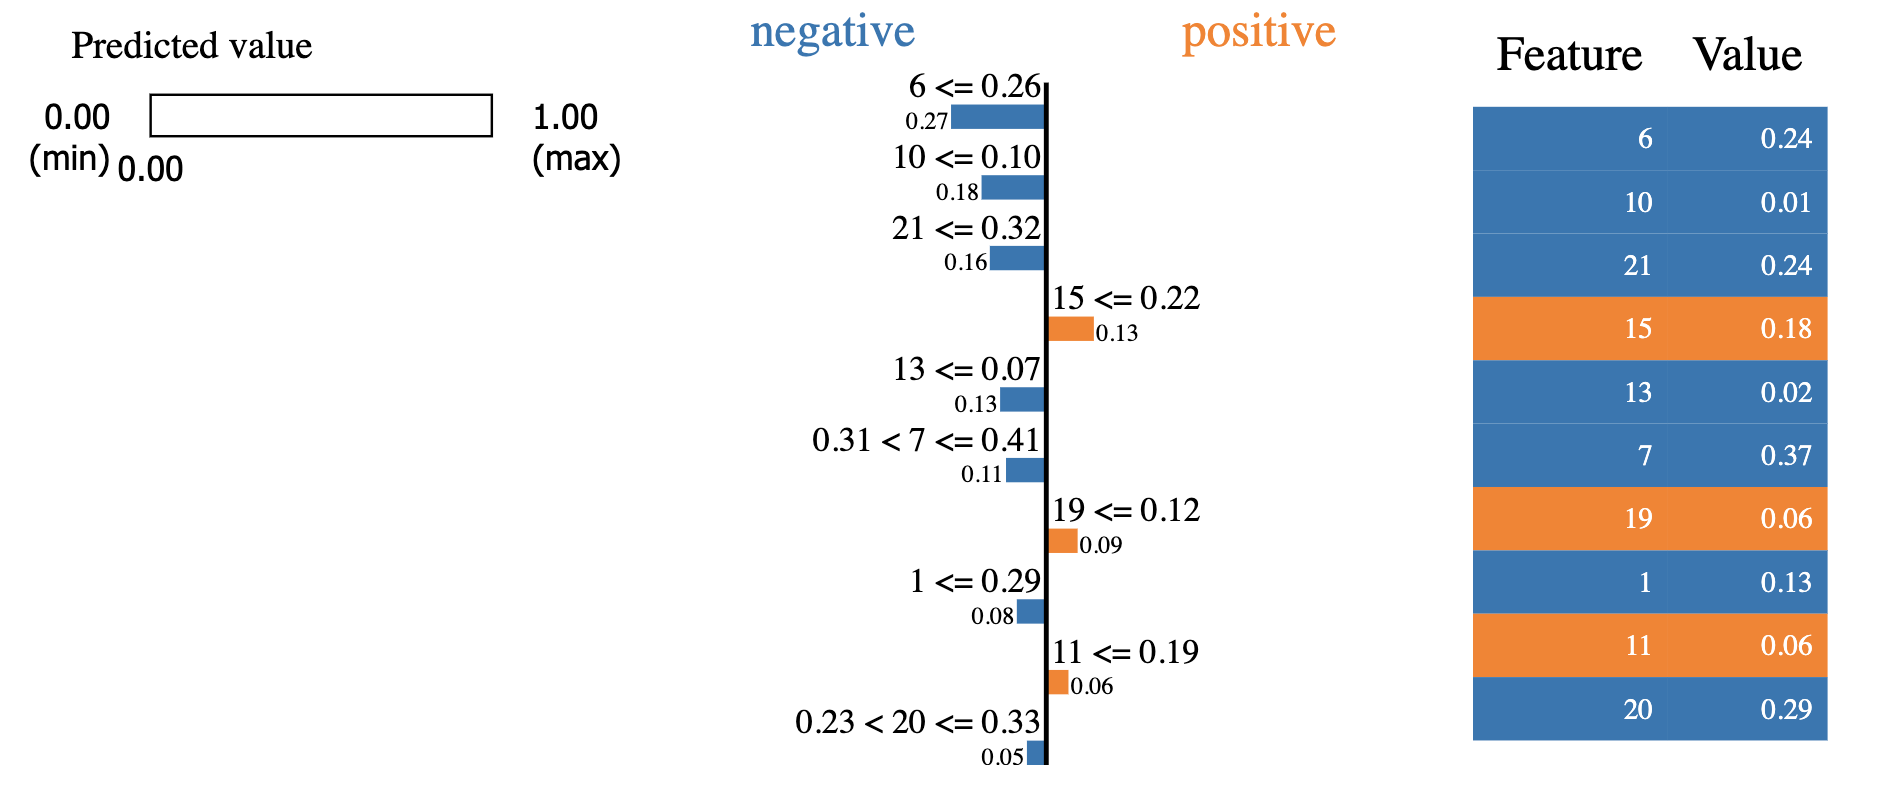 Predicted value
0.00
(min)
0.00
1.00
(max)
negative
positive
6 <= 0.26
0.27
10 <= 0.10
0.18
21 <= 0.32
0.16
15 <= 0.22
0.13
13 <= 0.07
0.13
0.31 < 7 <= 0.41
0.11
19 <= 0.12
0.09
1 <= 0.29
0.08
11 <= 0.19
0.06
0.23 < 20 <= 0.33
0.05
Feature Value
6 0.24
10 0.01
21 0.24
15 0.18
13 0.02
7 0.37
19 0.06
1 0.13
11 0.06
20 0.29